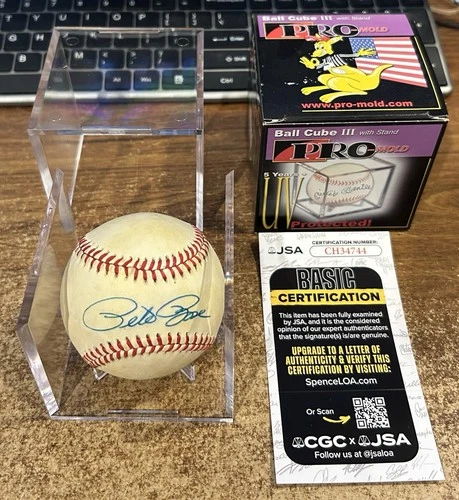 Ball Cube III with Stand
PRO-MOLD
www.pro-mold.com
Ball Cube III with Stand
PRO-MOLD
5 Years +
UV
Protected!
Pete Rose
JSA
CERTIFICATION NUMBER:
CH34744
BASIC
CERTIFICATION
This item has been fully examined
by JSA, and it is the considered
opinion of our expert authenticators
that the signature(s) is/are genuine.
UPGRADE TO A LETTER OF
AUTHENTICITY & VERIFY THIS
CERTIFICATION BY VISITING:
SpenceLOA.com
Or Scan
CGC x JSA
Follow us at @jsaloa